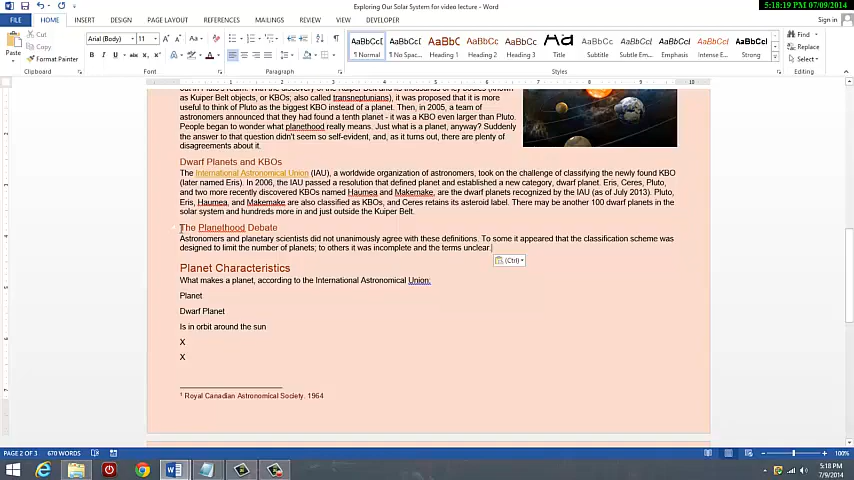 Exploring Our Solar System for video lecture - Word
5:18:19 PM 07/09/2014
FILE HOME INSERT DESIGN PAGE LAYOUT REFERENCES MAILINGS REVIEW VIEW DEVELOPER
Sign in
Paste
Cut
Copy
Format Painter
Clipboard
Arial (Body) 11
Font
Paragraph
AaBbCcI AaBbCcI AaBbC AaBbCc AaBbCc AaB AaBbCcL AaBbCcL AaBbCcL AaBbCcL AaBbCcL
¶ Normal ¶ No Spac... Heading 1 Heading 2 Heading 3 Title Subtitle Subtle Em... Emphasis Intense E... Strong
Styles
Find
Replace
Select
Editing
as Kuiper Belt objects, or KBOs; also called transneptunians), it was proposed that it is more
useful to think of Pluto as the biggest KBO instead of a planet. Then, in 2005, a team of
astronomers announced that they had found a tenth planet - it was a KBO even larger than Pluto.
People began to wonder what planethood really means. Just what is a planet, anyway? Suddenly
the answer to that question didn't seem so self-evident, and, as it turns out, there are plenty of
disagreements about it.
Dwarf Planets and KBOs
The International Astronomical Union (IAU), a worldwide organization of astronomers, took on the challenge of classifying the newly found KBO
(later named Eris). In 2006, the IAU passed a resolution that defined planet and established a new category, dwarf planet. Eris, Ceres, Pluto,
and two more recently discovered KBOs named Haumea and Makemake, are the dwarf planets recognized by the IAU (as of July 2013). Pluto,
Eris, Haumea, and Makemake are also classified as KBOs, and Ceres retains its asteroid label. There may be another 100 dwarf planets in the
solar system and hundreds more in and just outside the Kuiper Belt.
The Planethood Debate
Astronomers and planetary scientists did not unanimously agree with these definitions. To some it appeared that the classification scheme was
designed to limit the number of planets; to others it was incomplete and the terms unclear.
(Ctrl)
Planet Characteristics
What makes a planet, according to the International Astronomical Union:
Planet
Dwarf Planet
Is in orbit around the sun
X
X
1 Royal Canadian Astronomical Society. 1964
PAGE 2 OF 3 670 WORDS
100%
5:18 PM
7/9/2014